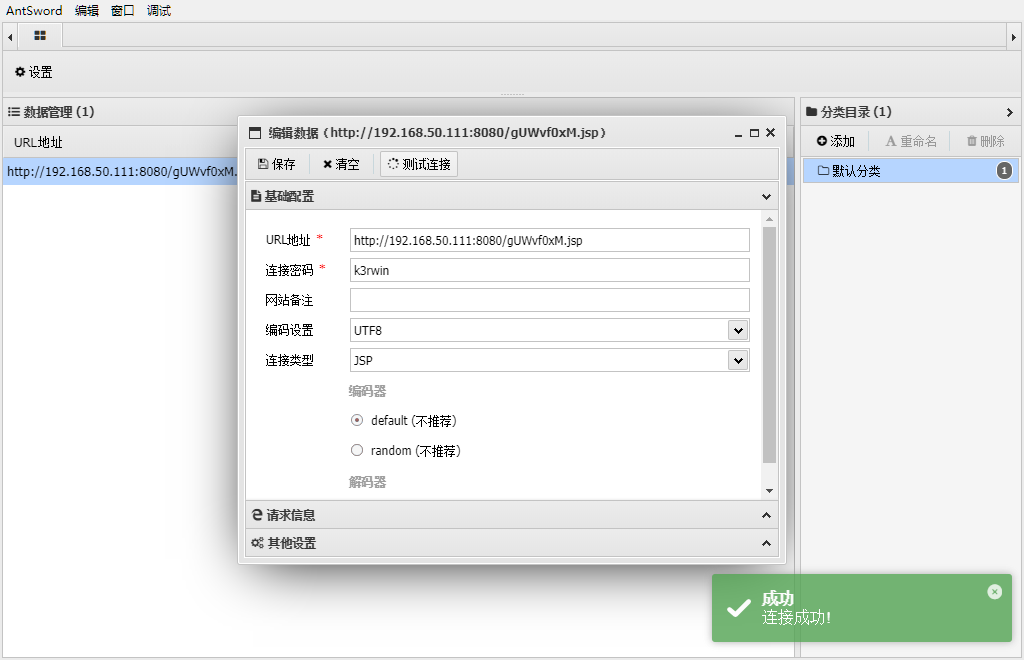 AntSword 编辑 窗口 调试
设置
数据管理 (1)
URL地址
http://192.168.50.111:8080/gUWvf0xM.
编辑数据 (http://192.168.50.111:8080/gUWvf0xM.jsp)
保存 清空 测试连接
基础配置
URL地址 * http://192.168.50.111:8080/gUWvf0xM.jsp
连接密码 * k3rwin
网站备注
编码设置 UTF8
连接类型 JSP
编码器
default (不推荐)
random (不推荐)
解码器
请求信息
其他设置
分类目录 (1)
添加 A 重命名 删除
默认分类 1
成功
连接成功!